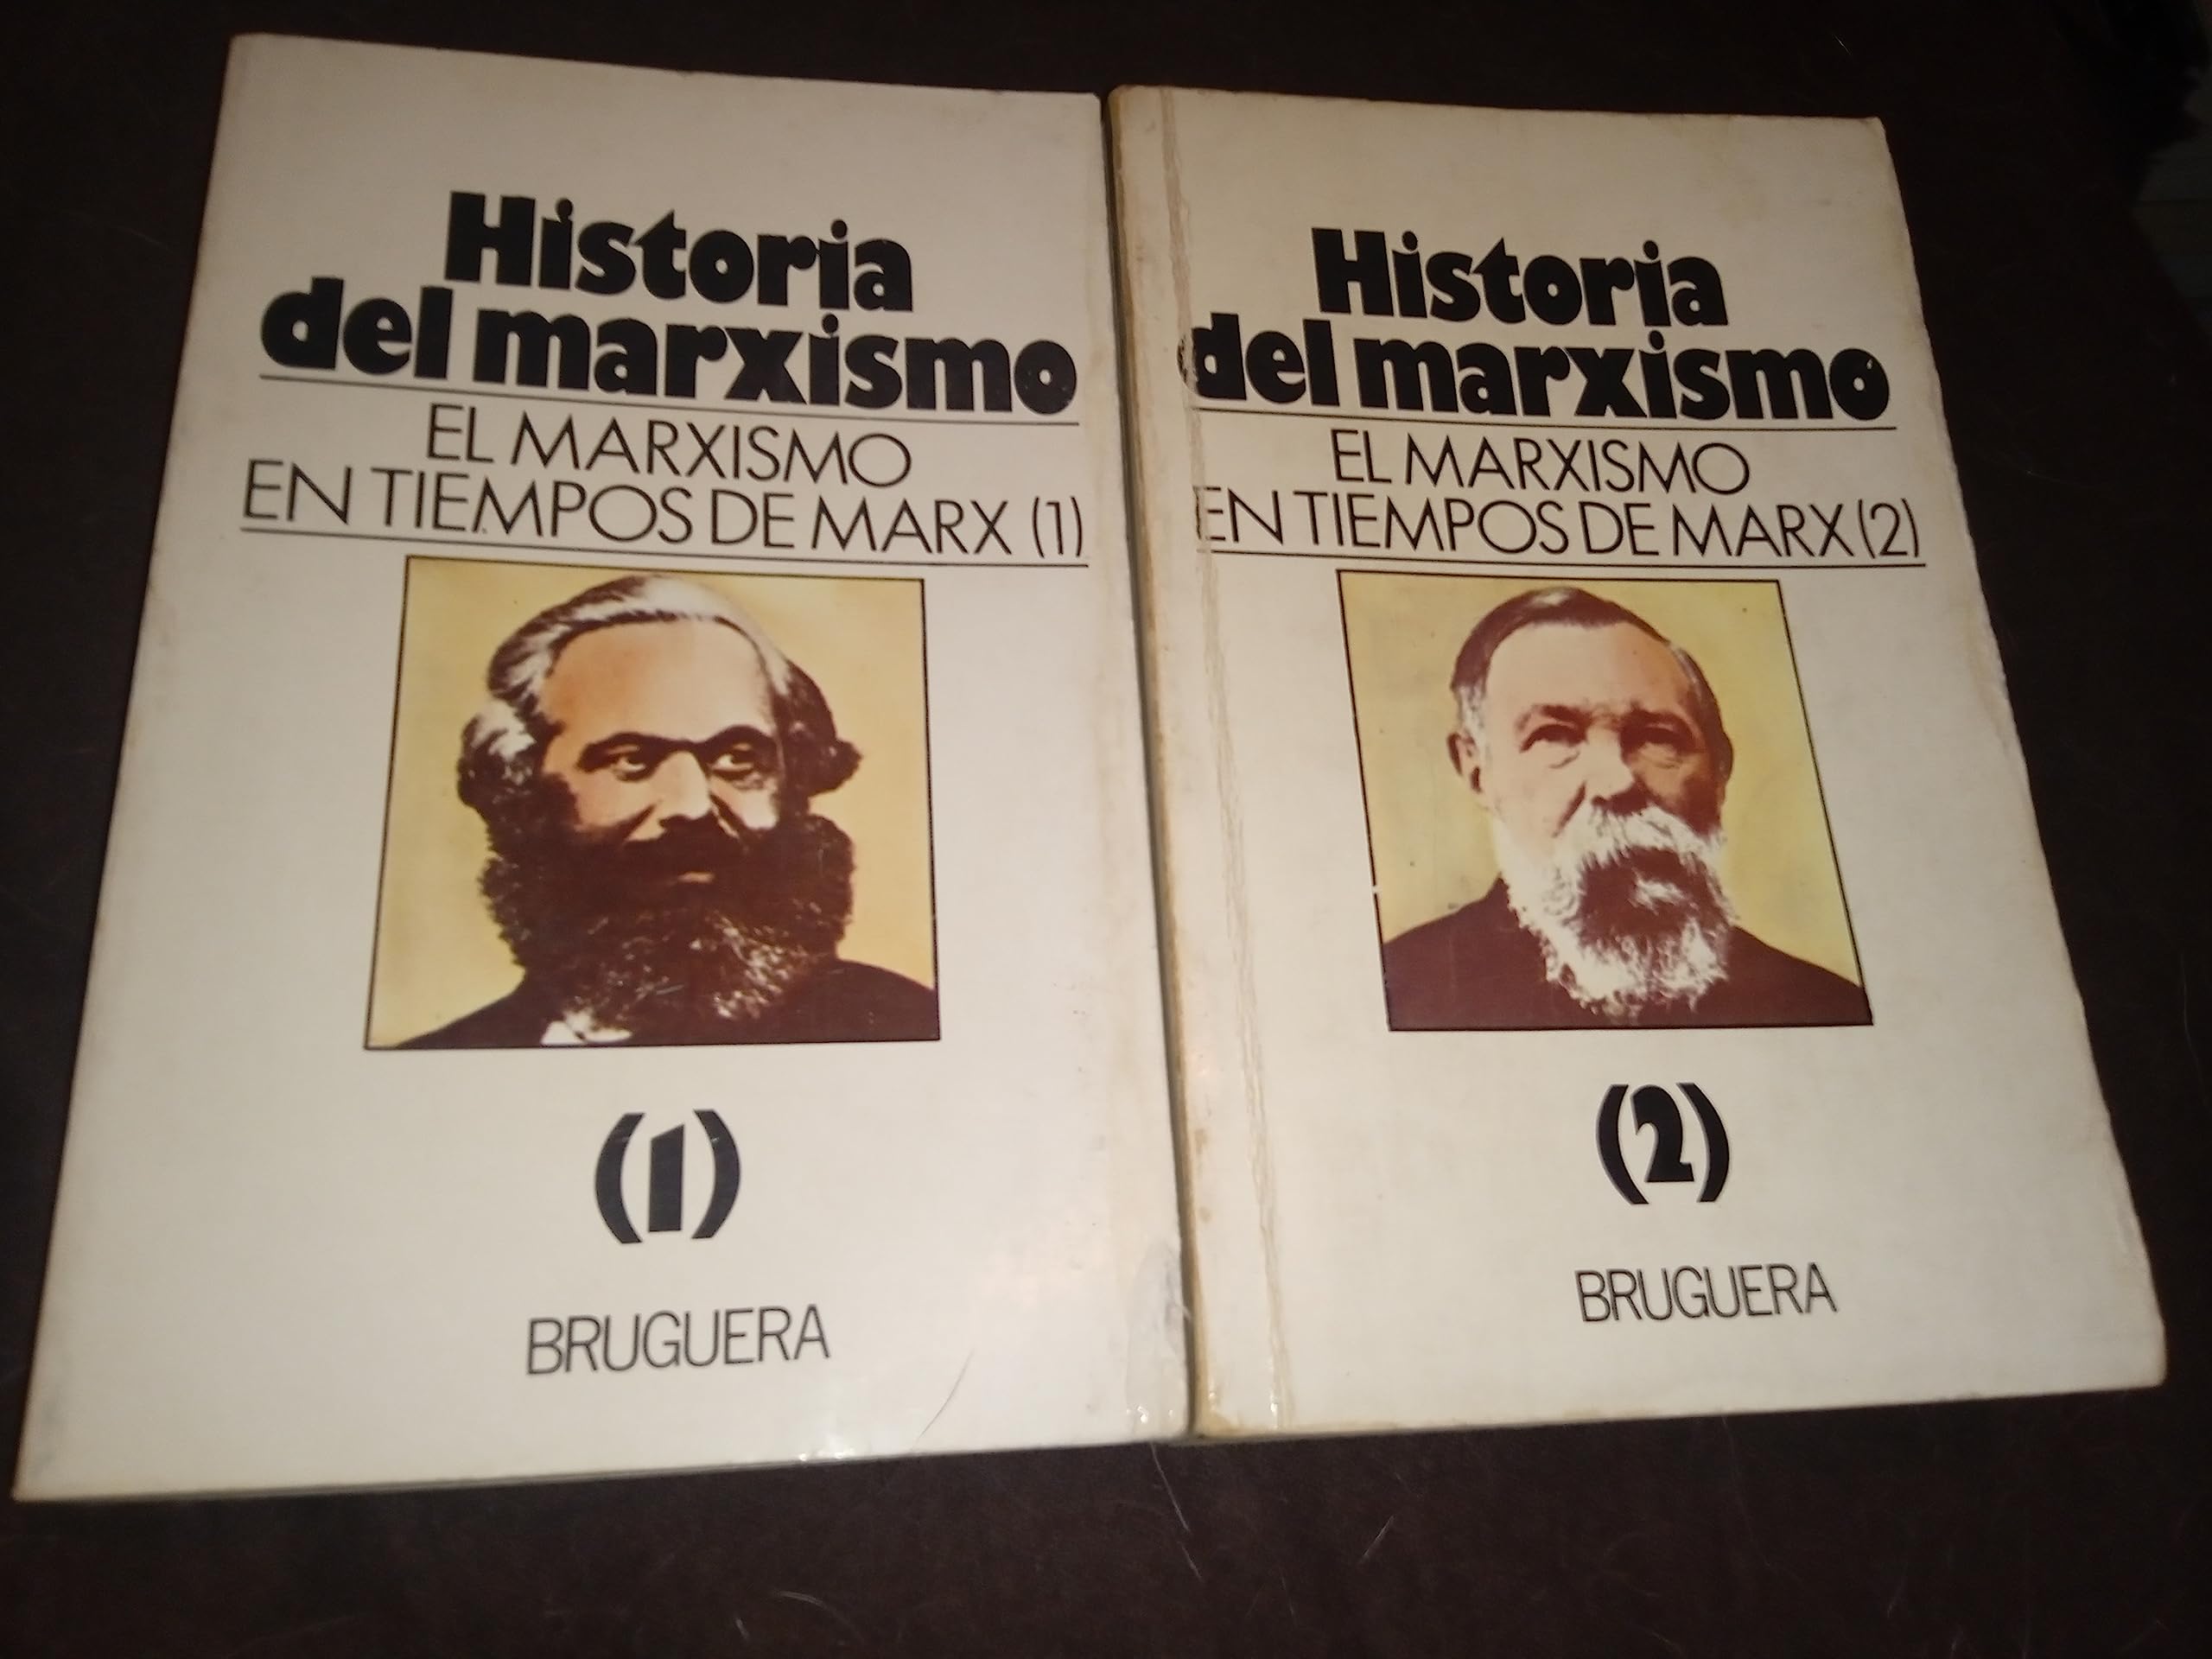 Historia
del marxismo
EL MARXISMO
EN TIEMPOS DE MARX (1)
(1)
BRUGUERA
Historia
del marxismo
EL MARXISMO
EN TIEMPOS DE MARX (2)
(2)
BRUGUERA